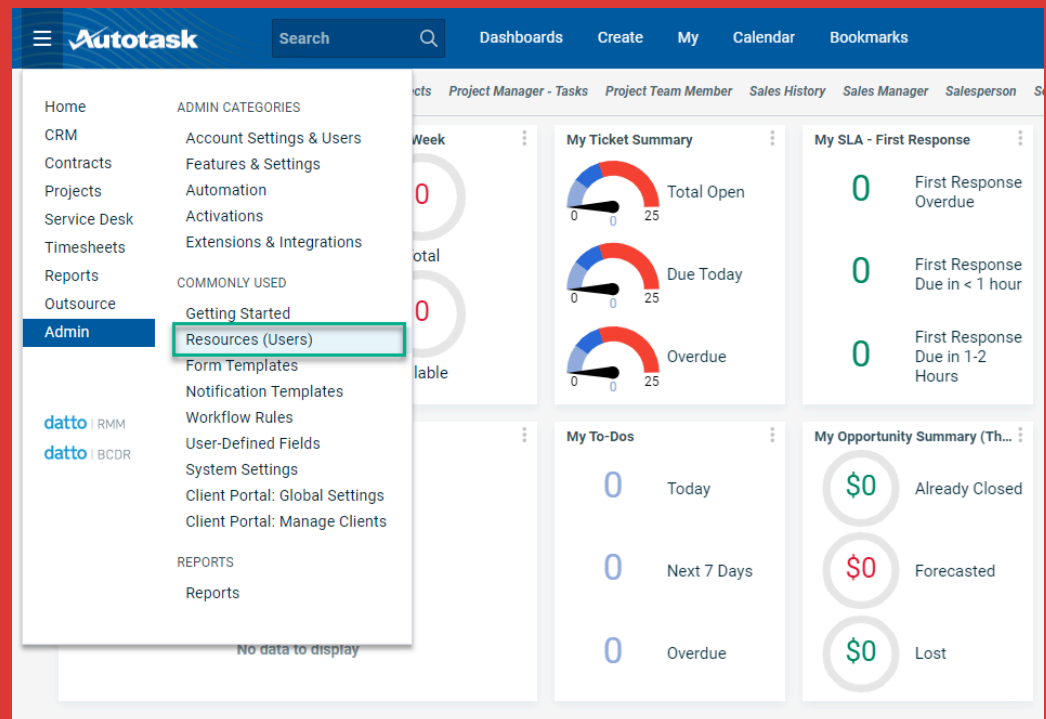 Autotask
Search
Dashboards
Create
My
Calendar
Bookmarks
Project Manager - Tasks
Project Team Member
Sales History
Sales Manager
Salesperson
Home
CRM
Contracts
Projects
Service Desk
Timesheets
Reports
Outsource
Admin
datto | RMM
datto | BCDR
ADMIN CATEGORIES
Account Settings & Users
Features & Settings
Automation
Activations
Extensions & Integrations
COMMONLY USED
Getting Started
Resources (Users)
Form Templates
Notification Templates
Workflow Rules
User-Defined Fields
System Settings
Client Portal: Global Settings
Client Portal: Manage Clients
REPORTS
Reports
Week
0
otal
0
lable
No data to display
My Ticket Summary
0
0
25
Total Open
0
0
25
Due Today
0
0
25
Overdue
My SLA - First Response
0
First Response
Overdue
0
First Response
Due in < 1 hour
0
First Response
Due in 1-2
Hours
My To-Dos
0
Today
0
Next 7 Days
0
Overdue
My Opportunity Summary (Th...
$0
Already Closed
$0
Forecasted
$0
Lost